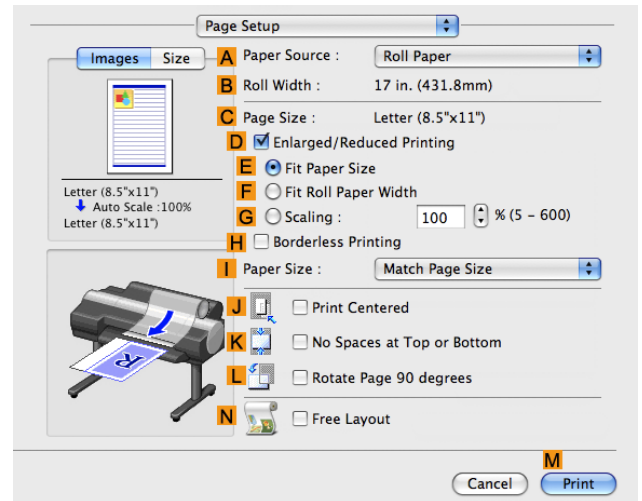 Page Setup
Images Size
A Paper Source : Roll Paper
B Roll Width : 17 in. (431.8mm)
C Page Size : Letter (8.5"x11")
D Enlarged/Reduced Printing
E Fit Paper Size
F Fit Roll Paper Width
G Scaling : 100 % (5 - 600)
H Borderless Printing
Letter (8.5"x11")
Auto Scale :100%
Letter (8.5"x11")
I Paper Size : Match Page Size
J Print Centered
K No Spaces at Top or Bottom
L Rotate Page 90 degrees
N Free Layout
R
M
Cancel Print